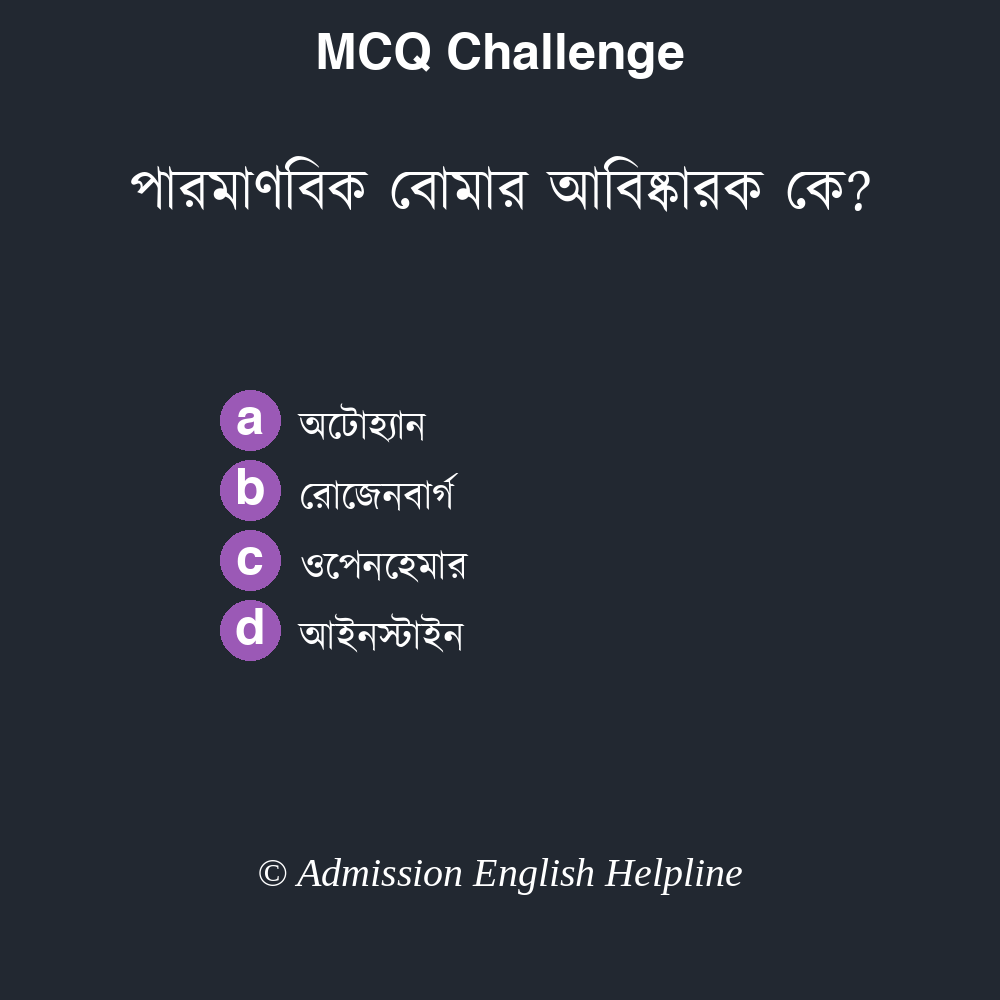 MCQ Challenge
পারমাণবিক বোমার আবিষ্কারক কে?
a অটোহ্যান
b রোজেনবার্গ
c ওপেনহেমার
d আইনস্টাইন
© Admission English Helpline